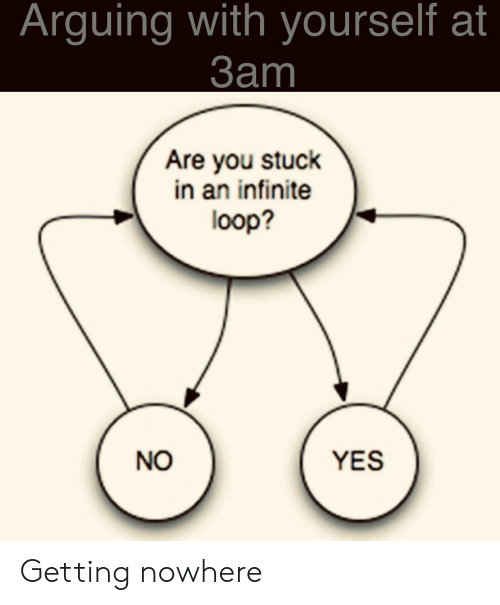 Arguing with yourself at
3am
Are you stuck
in an infinite
loop?
NO
YES
Getting nowhere